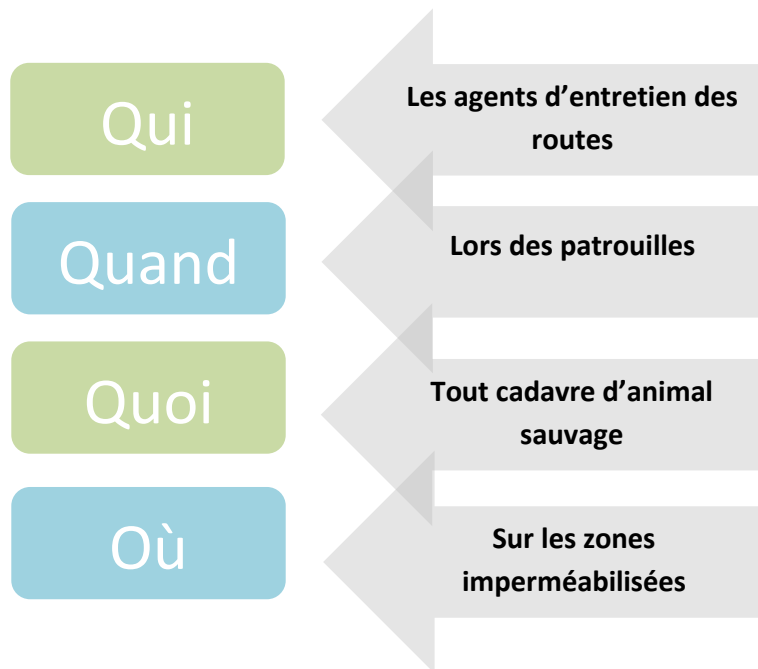 Qui
Les agents d’entretien des
routes
Quand
Lors des patrouilles
Quoi
Tout cadavre d’animal
sauvage
Où
Sur les zones
imperméabilisées